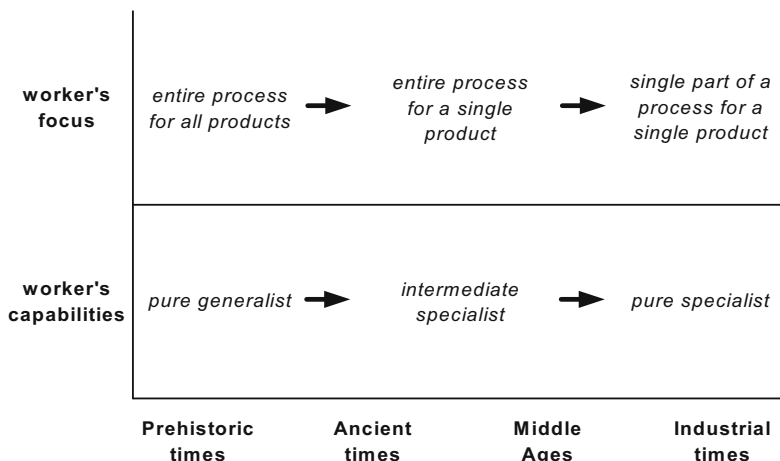 worker's
focus
entire process
for all products
entire process
for a single
product
single part of a
process for a
single product
worker's
capabilities
pure generalist
intermediate
specialist
pure specialist
Prehistoric
times
Ancient
times
Middle
Ages
Industrial
times